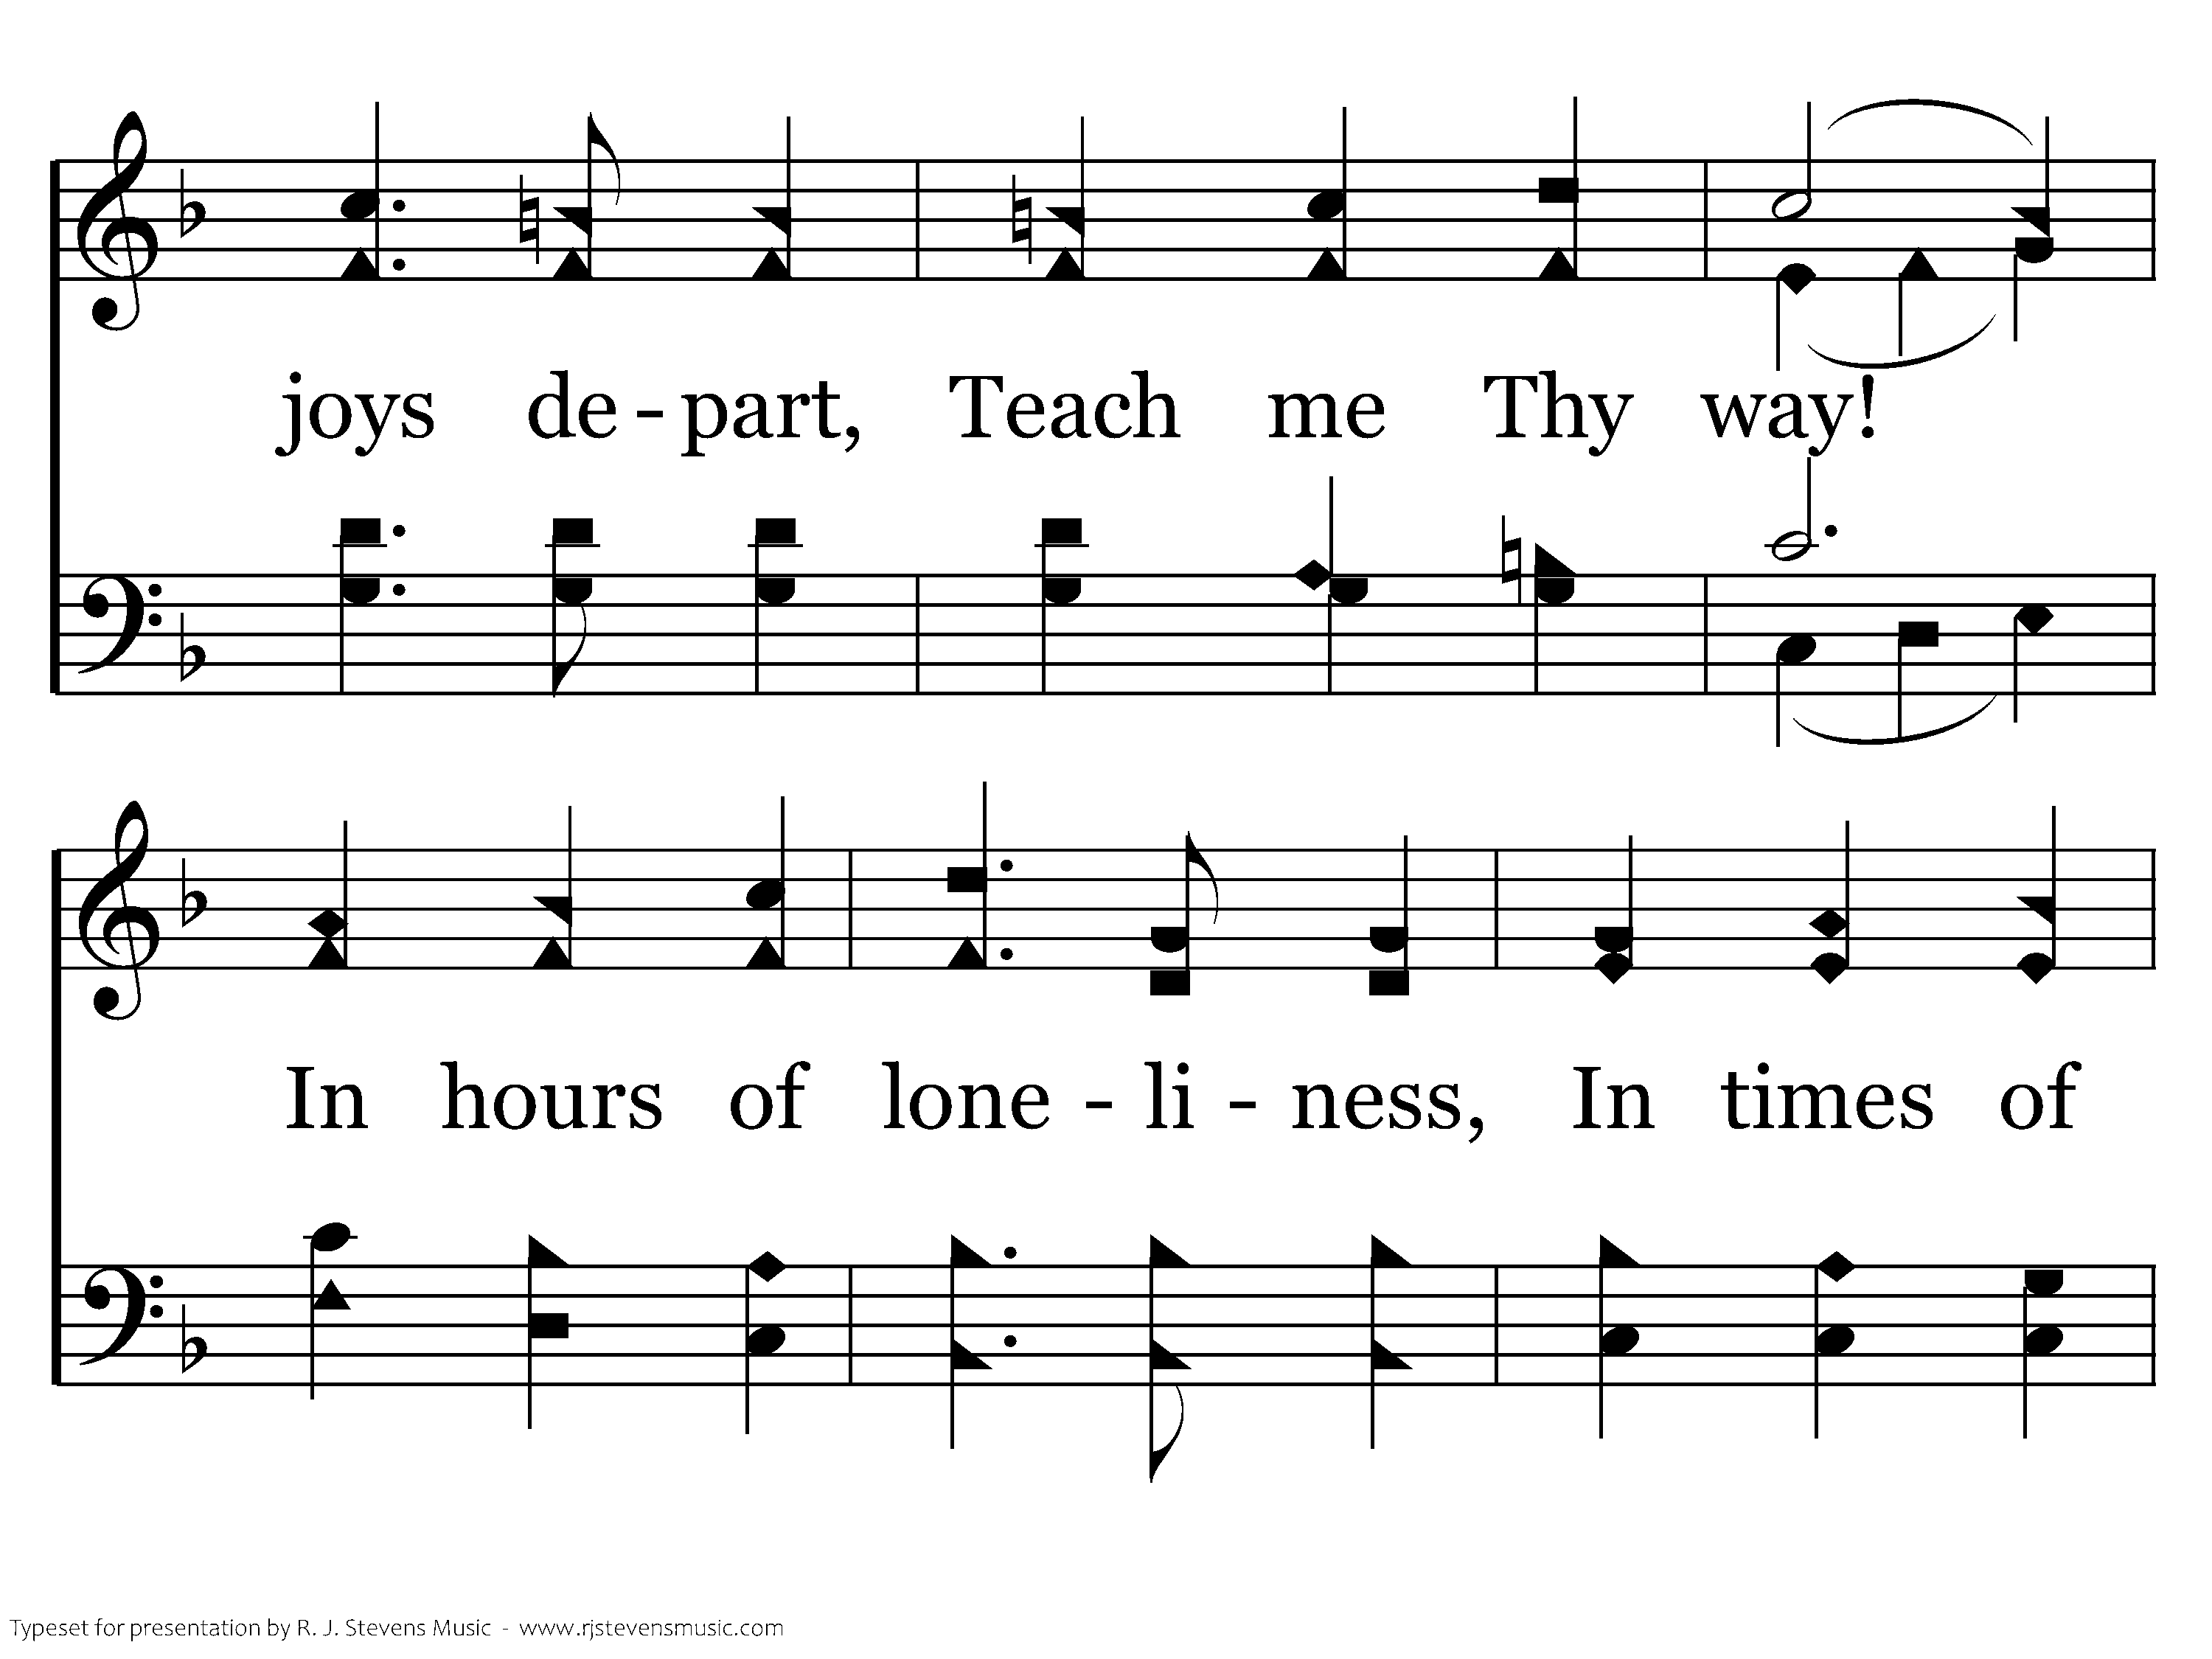 joys de - part, Teach me Thy way!
In hours of lone - li - ness, In times of
Typeset for presentation by R. J. Stevens Music - www.rjstevensmusic.com